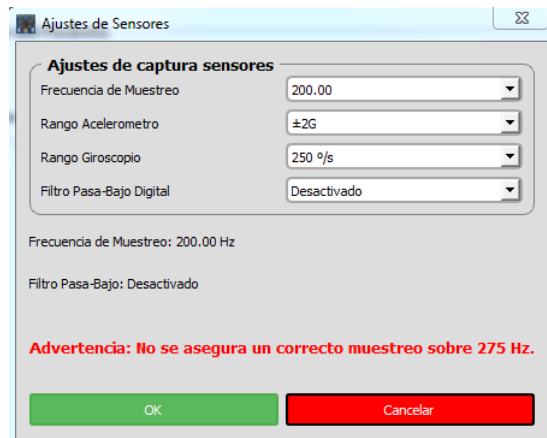 Ajustes de Sensores
Ajustes de captura sensores
Frecuencia de Muestreo 200.00
Rango Acelerometro ±2G
Rango Giroscopio 250 º/s
Filtro Pasa-Bajo Digital Desactivado
Frecuencia de Muestreo: 200.00 Hz
Filtro Pasa-Bajo: Desactivado
Advertencia: No se asegura un correcto muestreo sobre 275 Hz.
OK Cancelar